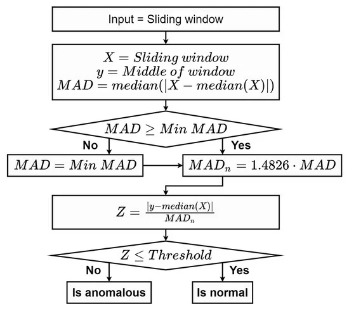 Input = Sliding window
X = Sliding window
y = Middle of window
MAD = median(|X − median(X)|)
MAD ≥ Min MAD
No
Yes
MAD = Min MAD
MADₙ = 1.4826 · MAD
Z = |y−median(X)| / MADₙ
Z ≤ Threshold
No
Yes
Is anomalous
Is normal